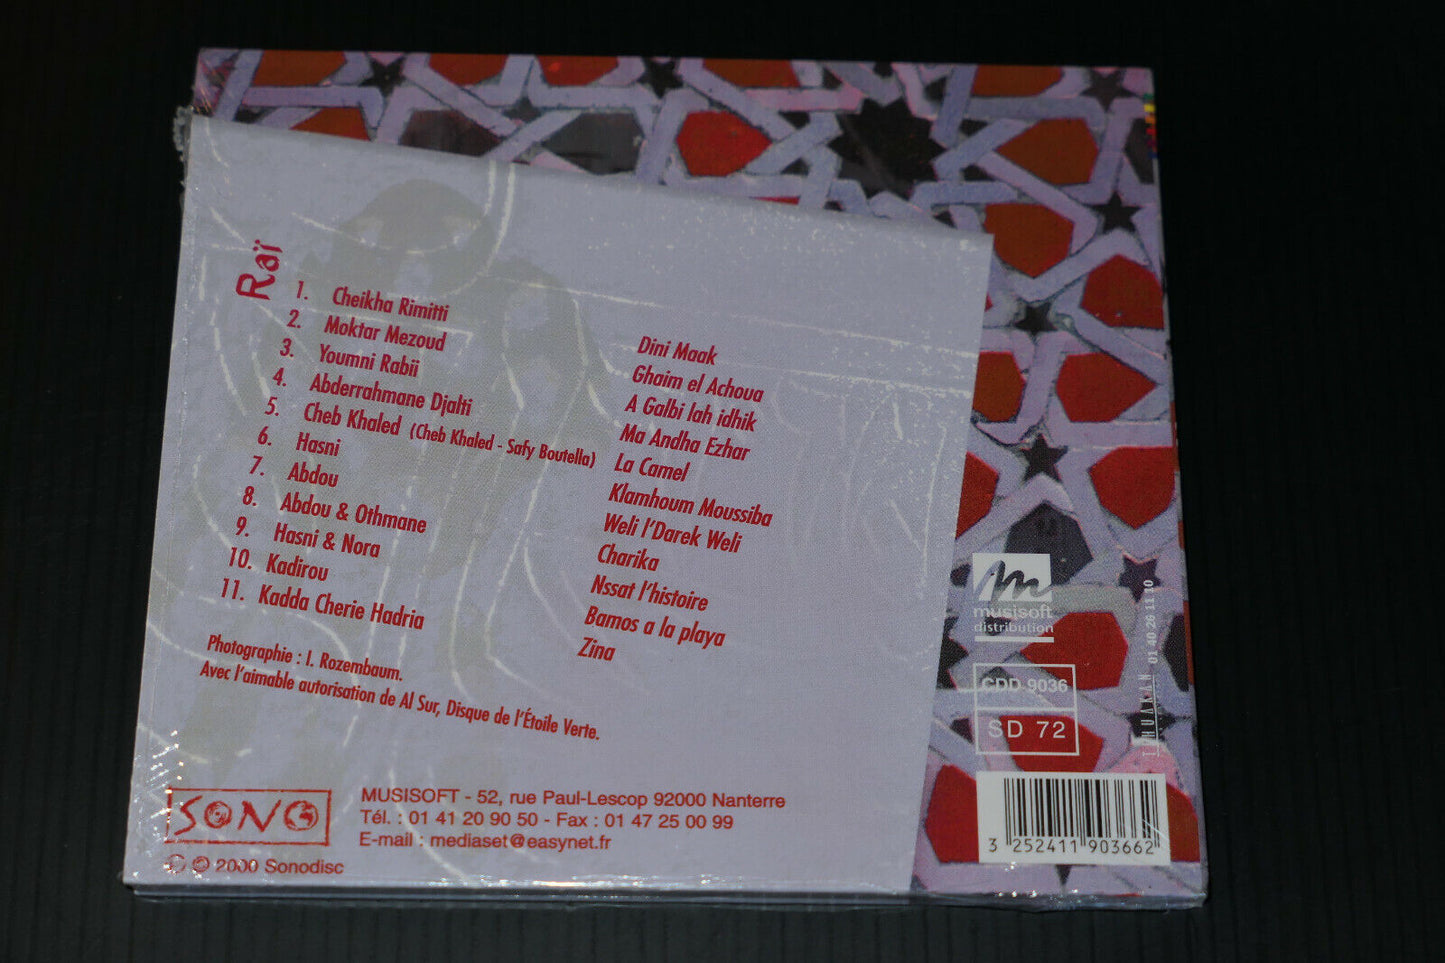 Raï
1. Cheikha Rimitti Dini Maak
2. Moktar Mezoud Ghaim el Achoua
3. Youmni Rabii A Galbi lah idhik
4. Abderrahmane Djalti Ma Andha Ezhar
5. Cheb Khaled (Cheb Khaled - Safy Boutella) La Camel
6. Hasni Klamhoum Moussiba
7. Abdou Weli l'Darek Weli
8. Abdou & Othmane Charika
9. Hasni & Nora Nssat l'histoire
10. Kadirou Bamos a la playa
11. Kadda Cherie Hadria Zina
Photographie : I. Rozembaum.
Avec l'aimable autorisation de Al Sur, Disque de l'Étoile Verte.
SONO
℗ © 2000 Sonodisc
MUSISOFT - 52, rue Paul-Lescop 92000 Nanterre
Tél. : 01 41 20 90 50 - Fax : 01 47 25 00 99
E-mail : mediaset@easynet.fr
musisoft
distribution
CDD 9036
SD 72
01 40 26 11 10
3 252411 903662